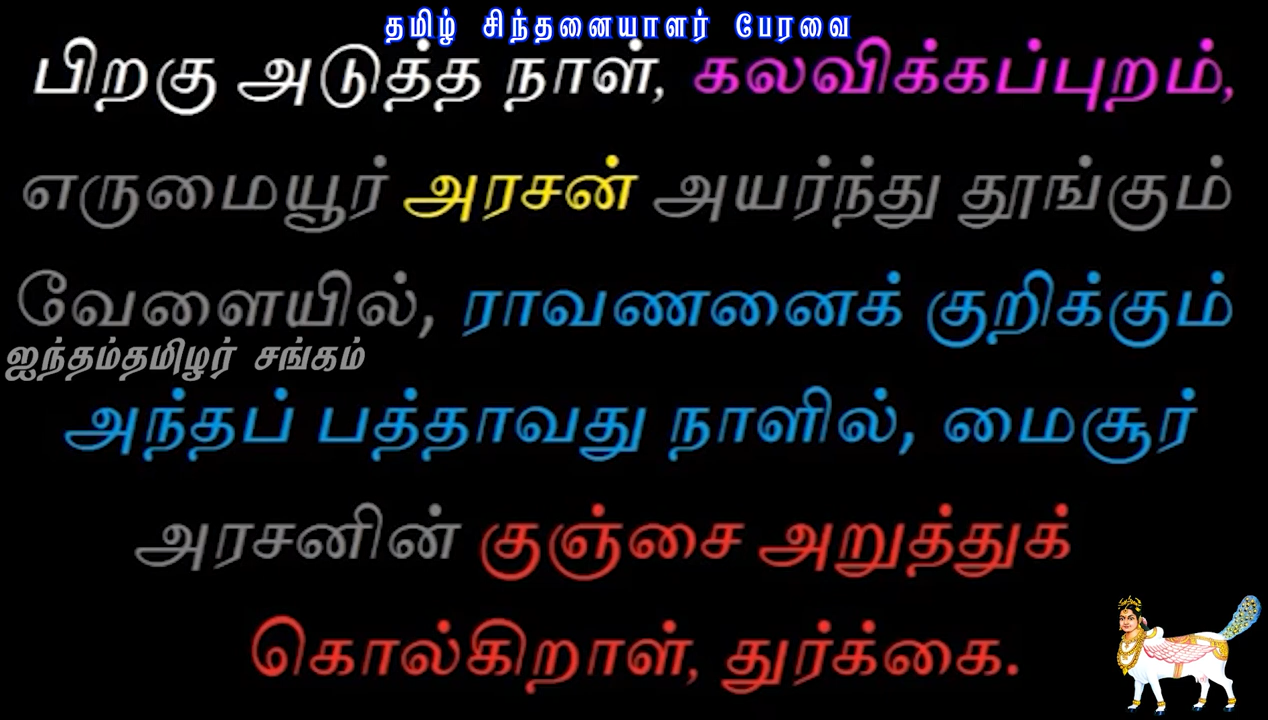 தமிழ் சிந்தனையாளர் பேரவை
பிறகு அடுத்த நாள், கலவிக்கப்புறம்,
எருமையூர் அரசன் அயர்ந்து தூங்கும்
வேளையில், ராவணனைக் குறிக்கும்
ஐந்தம்தமிழர் சங்கம்
அந்தப் பத்தாவது நாளில், மைசூர்
அரசனின் குஞ்சை அறுத்துக்
கொல்கிறாள், துர்க்கை.